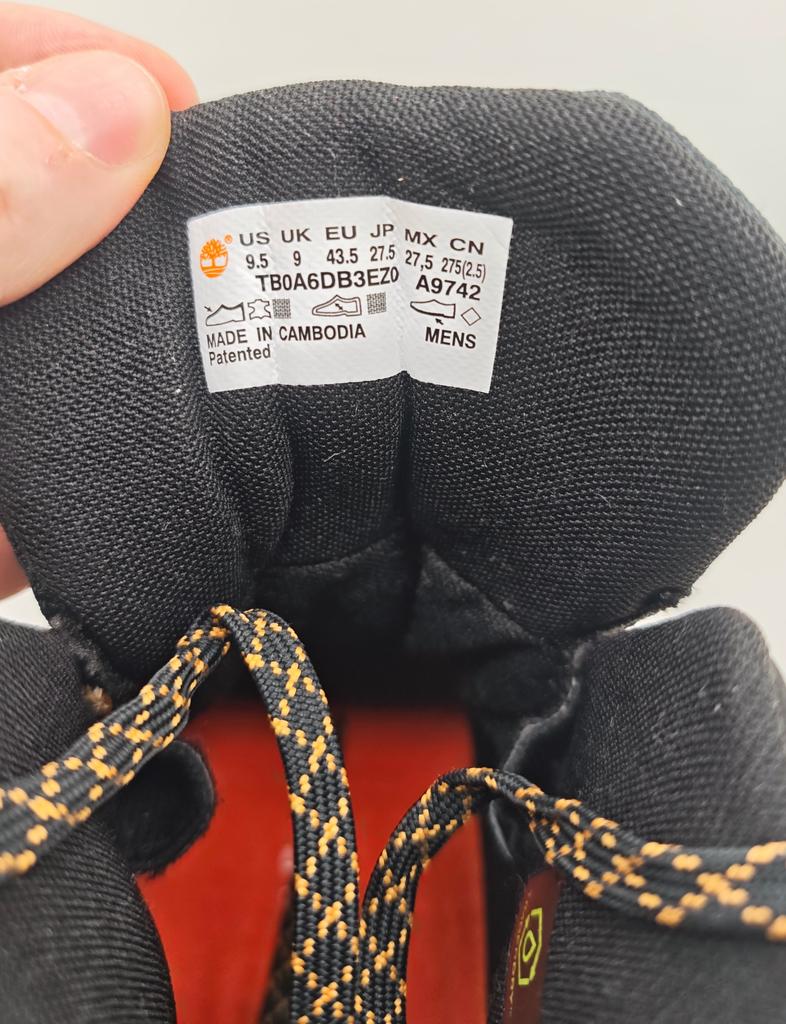 US UK EU JP MX CN
9.5 9 43.5 27.5 27,5 275(2.5)
TB0A6DB3EZ0 A9742
MADE IN CAMBODIA MENS
Patented